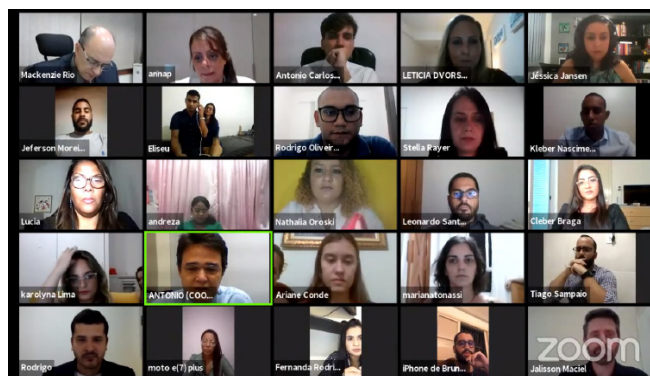 Mackenzie Rio
annap
Antonio Carlos...
LETICIA DVORS...
Jéssica Jansen
Jeferson Morei...
Eliseu
Rodrigo Oliveir...
Stella Rayer
Kleber Nascime...
Lucia
andreza
Nathalia Oroski
Leonardo Sant...
Cleber Braga
karolyna Lima
ANTONIO (COO...
Ariane Conde
marianatonassi
Tiago Sampaio
Rodrigo
moto e(7) plus
Fernanda Rodri...
iPhone de Brun...
Jalisson Maciel
zoom